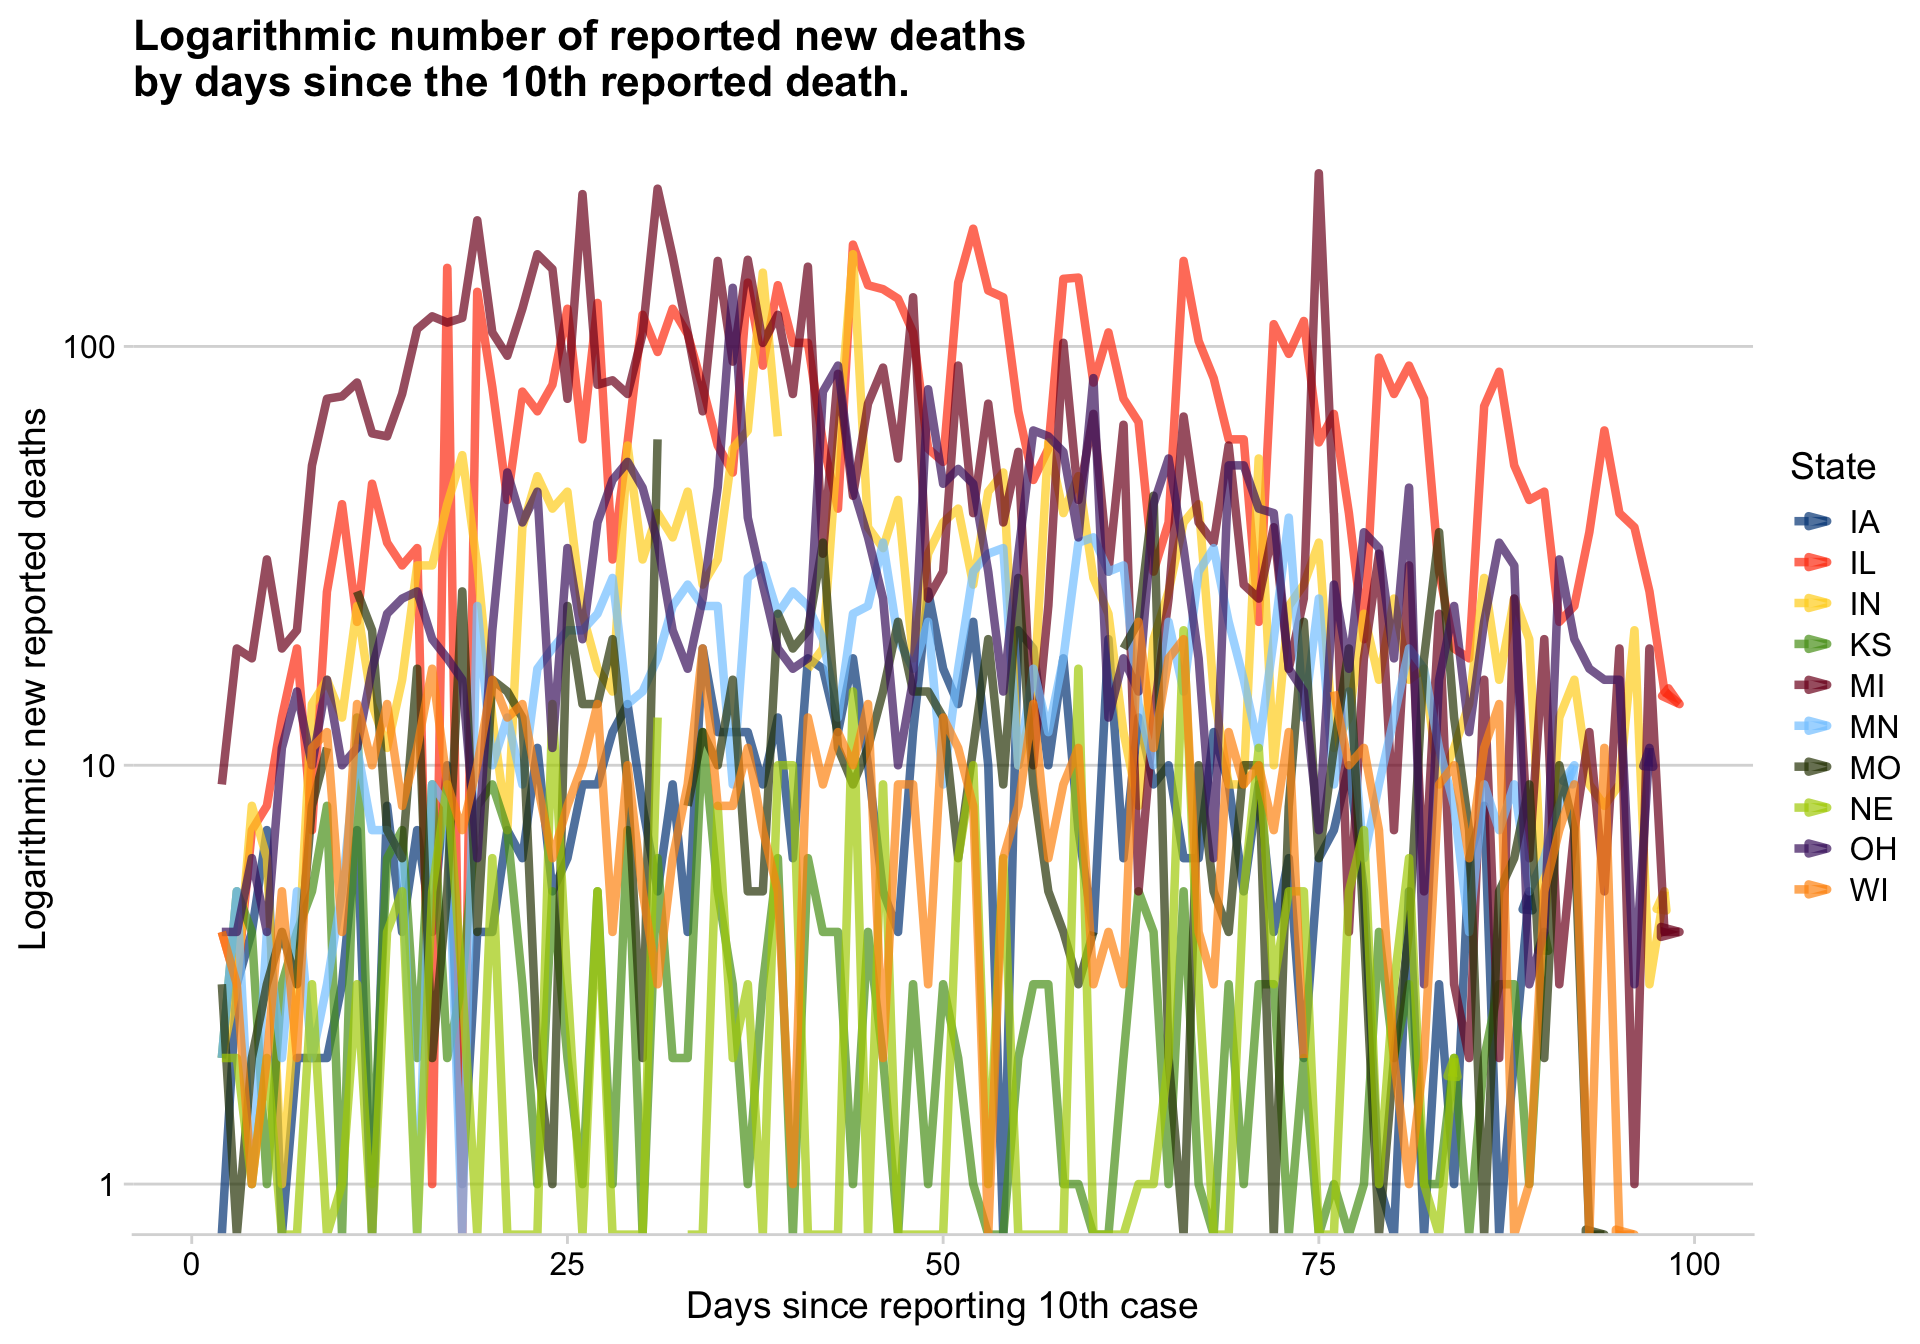 Logarithmic number of reported new deaths
by days since the 10th reported death.
Logarithmic new reported deaths
100
10
1
0
25
50
75
100
Days since reporting 10th case
State
IA
IL
IN
KS
MI
MN
MO
NE
OH
WI